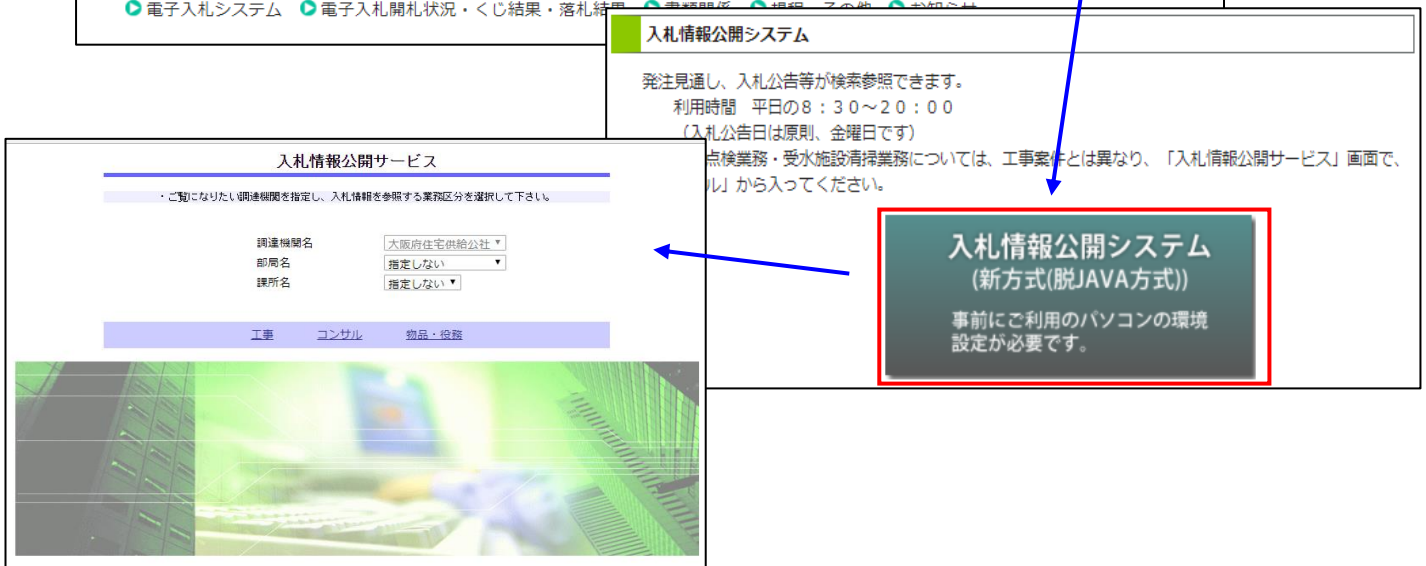 電子入札システム 電子入札開札状況・くじ結果・落札結果 書類関係 規程・その他 お知らせ
入札情報公開システム
発注見通し、入札公告等が検索参照できます。
利用時間 平日の8:30～20:00
(入札公告日は原則、金曜日です)
点検業務・受水施設清掃業務については、工事案件とは異なり、「入札情報公開サービス」画面で、
ル」から入ってください。
入札情報公開システム
(新方式(脱JAVA方式))
事前にご利用のパソコンの環境
設定が必要です。
入札情報公開サービス
・ご覧になりたい調達機関を指定し、入札情報を参照する業務区分を選択して下さい。
調達機関名 大阪府住宅供給公社
部局名 指定しない
課所名 指定しない
工事 コンサル 物品・役務